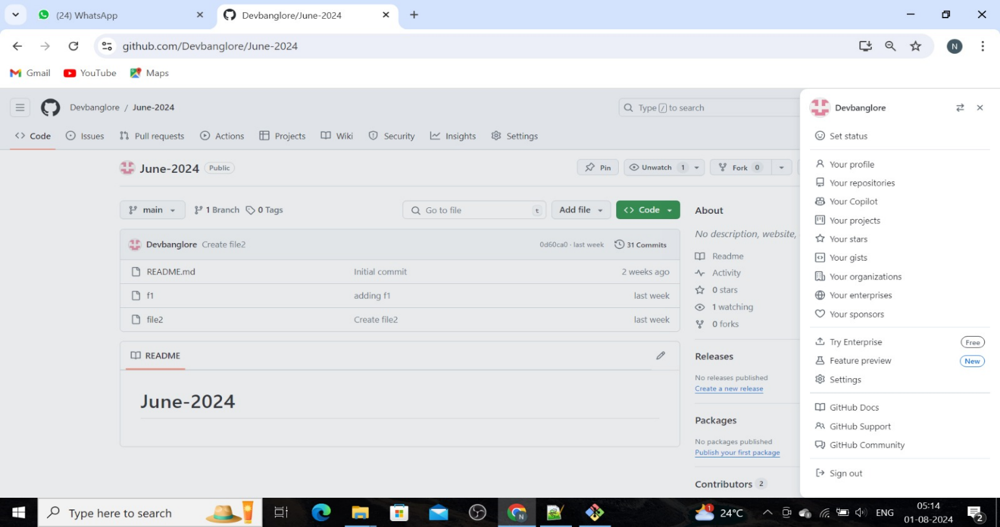 (24) WhatsApp
Devbanglore/June-2024
github.com/Devbanglore/June-2024
N
Gmail YouTube Maps
Devbanglore / June-2024
Type / to search
Code Issues Pull requests Actions Projects Wiki Security Insights Settings
June-2024 Public
Pin Unwatch 1 Fork 0
main 1 Branch 0 Tags
Go to file t Add file Code
Devbanglore Create file2 0d60ca0 · last week 31 Commits
README.md Initial commit 2 weeks ago
f1 adding f1 last week
file2 Create file2 last week
README
June-2024
About
No description, website,
Readme
Activity
0 stars
1 watching
0 forks
Releases
No releases published
Create a new release
Packages
No packages published
Publish your first package
Contributors 2
Devbanglore
Set status
Your profile
Your repositories
Your Copilot
Your projects
Your stars
Your gists
Your organizations
Your enterprises
Your sponsors
Try Enterprise Free
Feature preview New
Settings
GitHub Docs
GitHub Support
GitHub Community
Sign out
Type here to search
N
1
24°C
ENG
05:14
01-08-2024
2